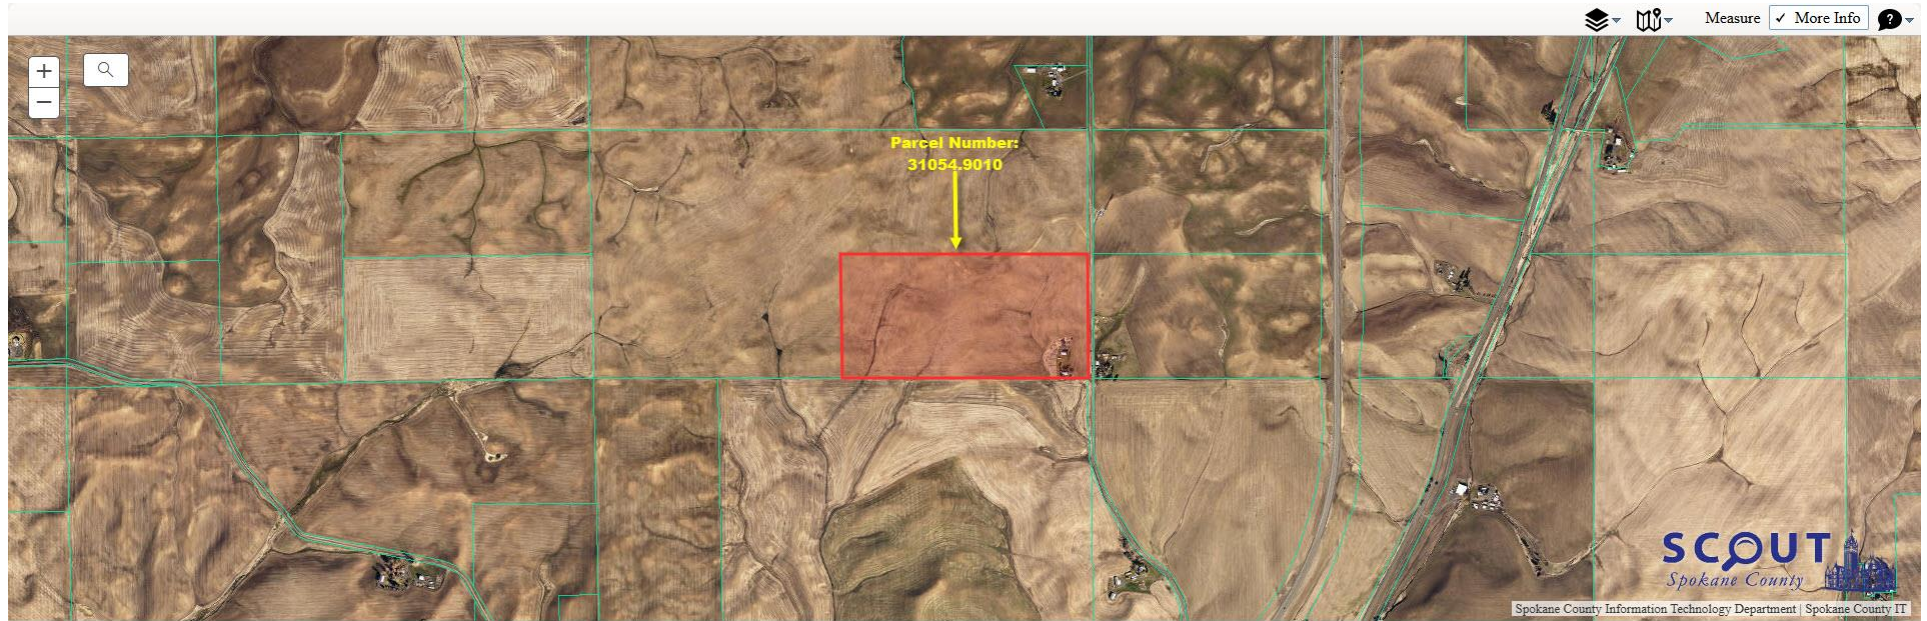 Measure
✓ More Info
?
+
−
Parcel Number:
31054.9010
SCOUT
Spokane County
Spokane County Information Technology Department | Spokane County IT